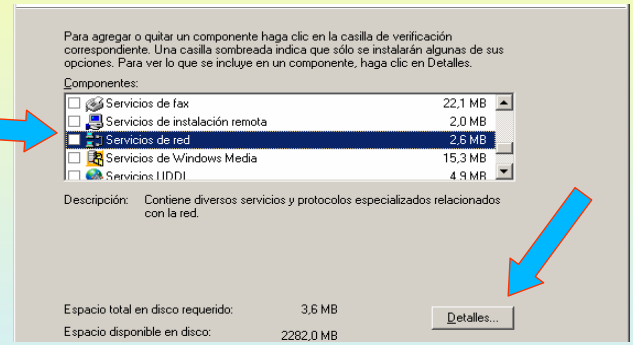 Para agregar o quitar un componente haga clic en la casilla de verificación
correspondiente. Una casilla sombreada indica que sólo se instalarán algunas de sus
opciones. Para ver lo que se incluye en un componente, haga clic en Detalles.
Componentes:
Servicios de fax 22,1 MB
Servicios de instalación remota 2,0 MB
Servicios de red 2,6 MB
Servicios de Windows Media 15,3 MB
Servicios UDDI 4,9 MB
Descripción: Contiene diversos servicios y protocolos especializados relacionados
con la red.
Espacio total en disco requerido: 3,6 MB
Detalles...
Espacio disponible en disco: 2282,0 MB